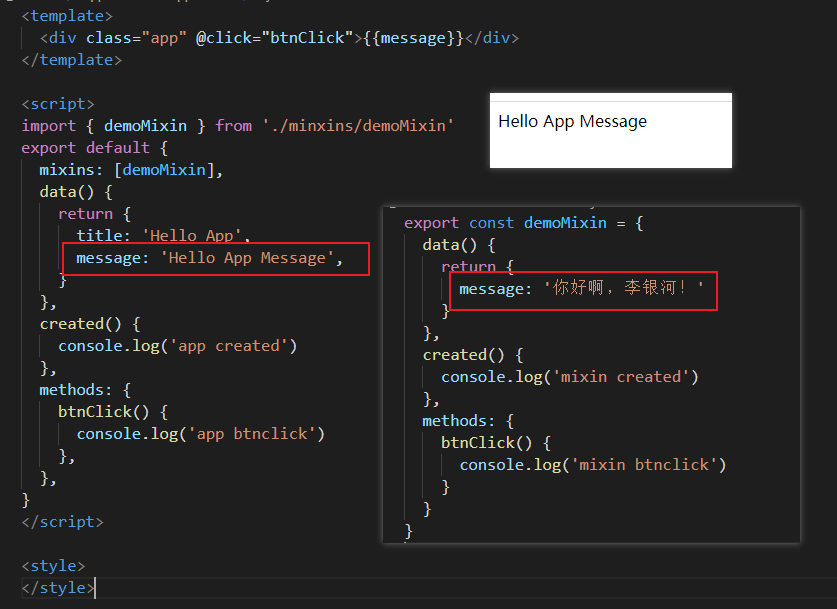 <template>
<div class="app" @click="btnClick">{{message}}</div>
</template>
<script>
import { demoMixin } from './minxins/demoMixin'
export default {
mixins: [demoMixin],
data() {
return {
title: 'Hello App',
message: 'Hello App Message',
}
},
created() {
console.log('app created')
},
methods: {
btnClick() {
console.log('app btnclick')
},
},
}
</script>
<style>
</style>
Hello App Message
export const demoMixin = {
data() {
return {
message: '你好啊，李银河！'
}
},
created() {
console.log('mixin created')
},
methods: {
btnClick() {
console.log('mixin btnclick')
}
}
}